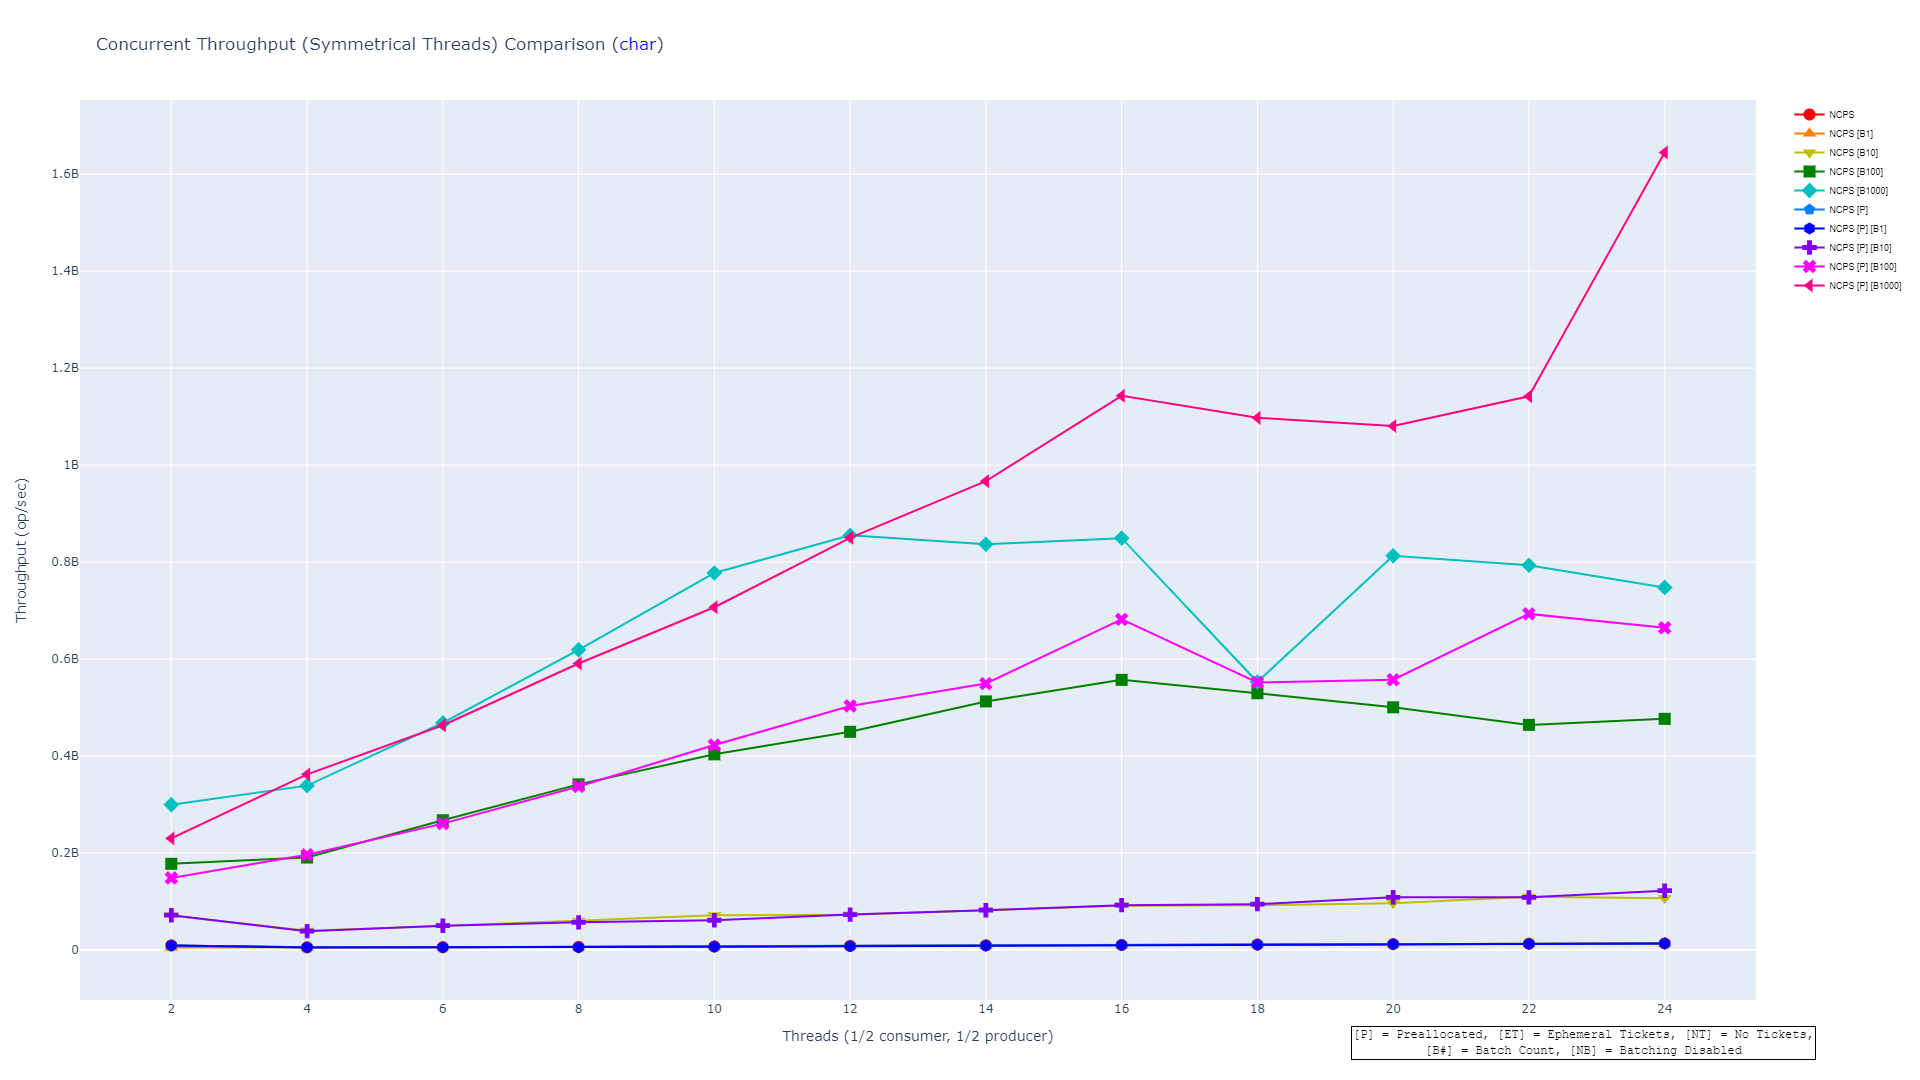 Concurrent Throughput (Symmetrical Threads) Comparison (char)
NCPS
NCPS [B1]
NCPS [B10]
NCPS [B100]
NCPS [B1000]
NCPS [P]
NCPS [P] [B1]
NCPS [P] [B10]
NCPS [P] [B100]
NCPS [P] [B1000]
Throughput (op/sec)
1.6B
1.4B
1.2B
1B
0.8B
0.6B
0.4B
0.2B
0
2 4 6 8 10 12 14 16 18 20 22 24
Threads (1/2 consumer, 1/2 producer)
[P] = Preallocated, [ET] = Ephemeral Tickets, [NT] = No Tickets,
[B#] = Batch Count, [NB] = Batching Disabled